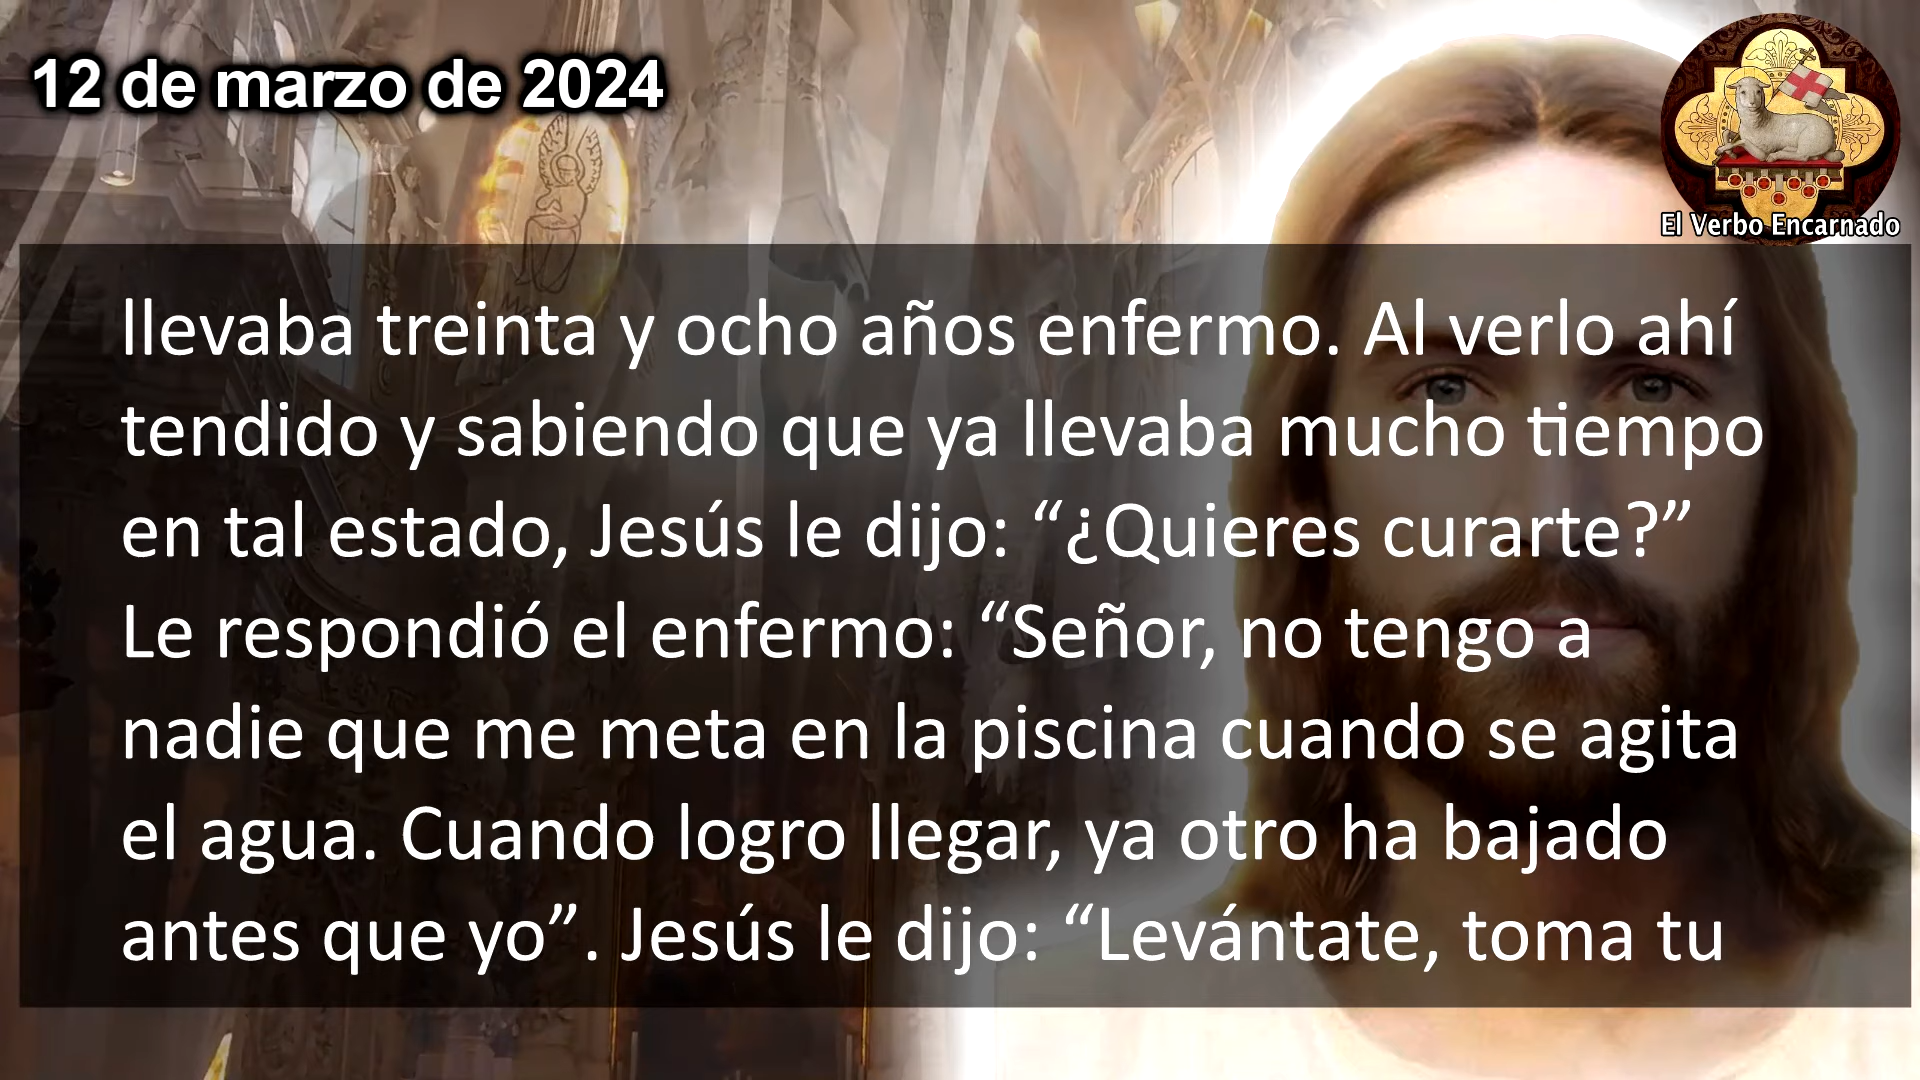 12 de marzo de 2024
El Verbo Encarnado
llevaba treinta y ocho años enfermo. Al verlo ahí
tendido y sabiendo que ya llevaba mucho tiempo
en tal estado, Jesús le dijo: “¿Quieres curarte?”
Le respondió el enfermo: “Señor, no tengo a
nadie que me meta en la piscina cuando se agita
el agua. Cuando logro llegar, ya otro ha bajado
antes que yo”. Jesús le dijo: “Levántate, toma tu